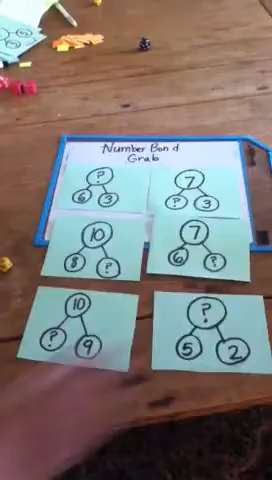 Number Bond
Grab
? 7
6 3 ? 3
10 7
8 ? 6 ?
10 ?
? 9 5 2